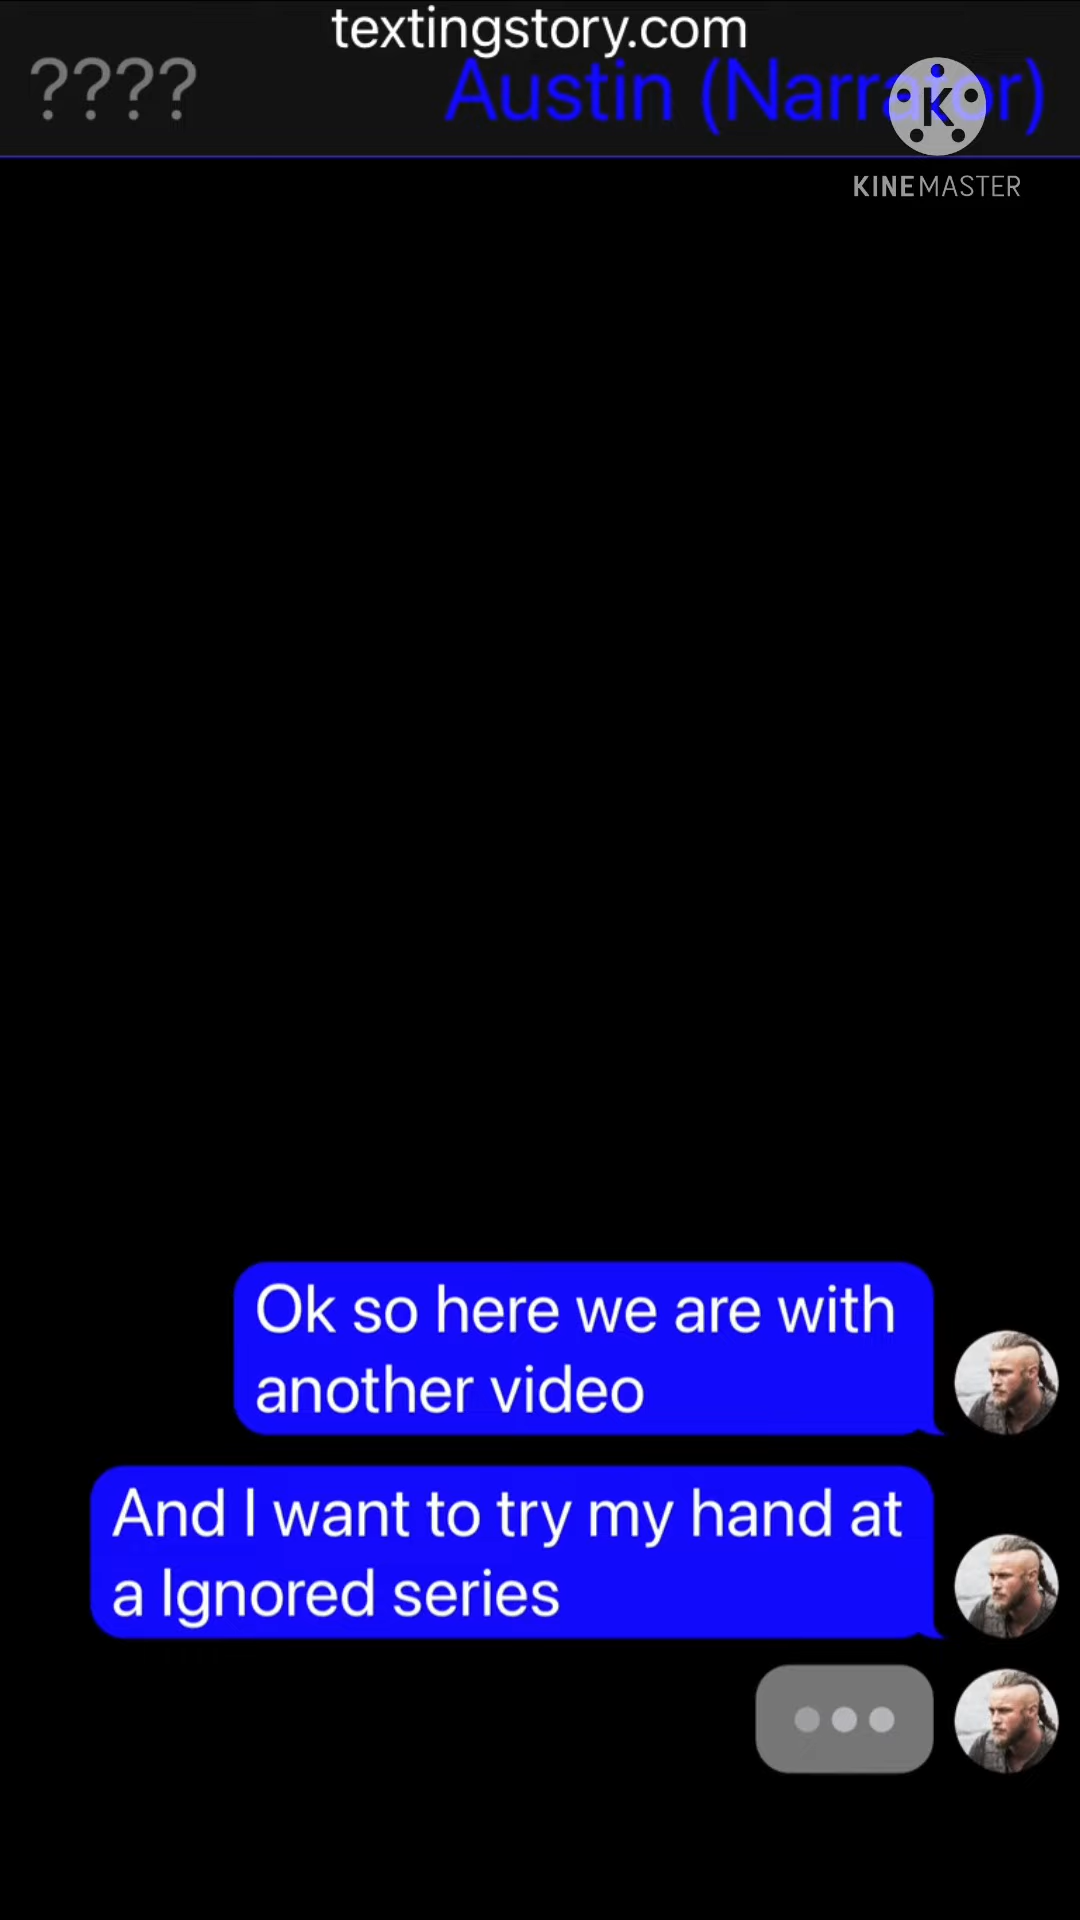 textingstory.com
???? Austin (Narrator)
K
KINEMASTER
Ok so here we are with
another video
And I want to try my hand at
a Ignored series